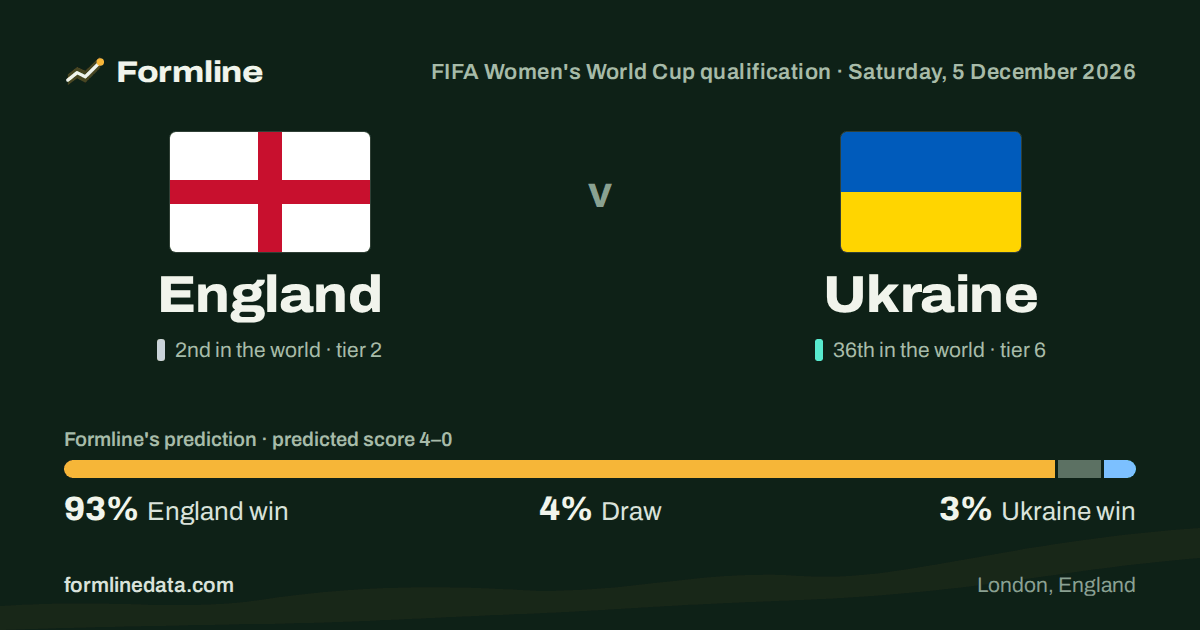 Formline
FIFA Women's World Cup qualification · Saturday, 5 December 2026
v
England
Ukraine
2nd in the world · tier 2
36th in the world · tier 6
Formline's prediction · predicted score 4–0
93% England win
4% Draw
3% Ukraine win
formlinedata.com
London, England